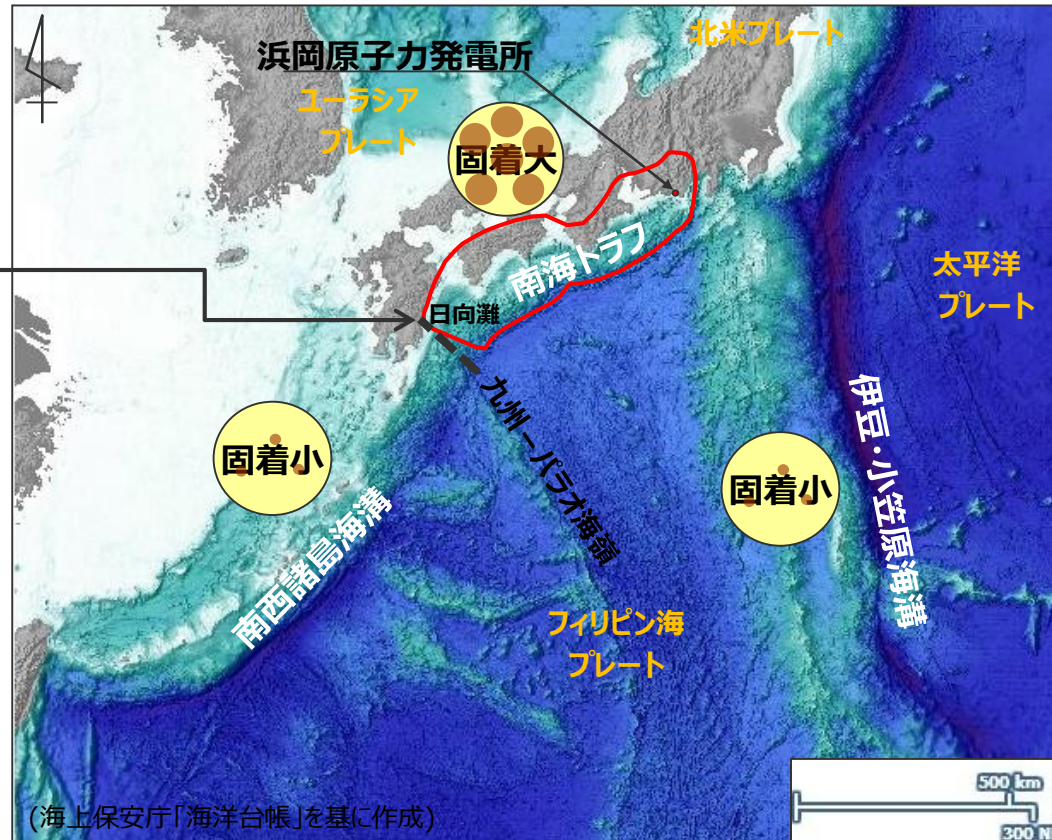 北米プレート
浜岡原子力発電所
ユーラシア
プレート
固着大
南海トラフ
太平洋
プレート
日向灘
九州－パラオ海嶺
伊豆・小笠原海溝
固着小
固着小
南西諸島海溝
フィリピン海
プレート
(海上保安庁「海洋台帳」を基に作成)
500 km
300 N